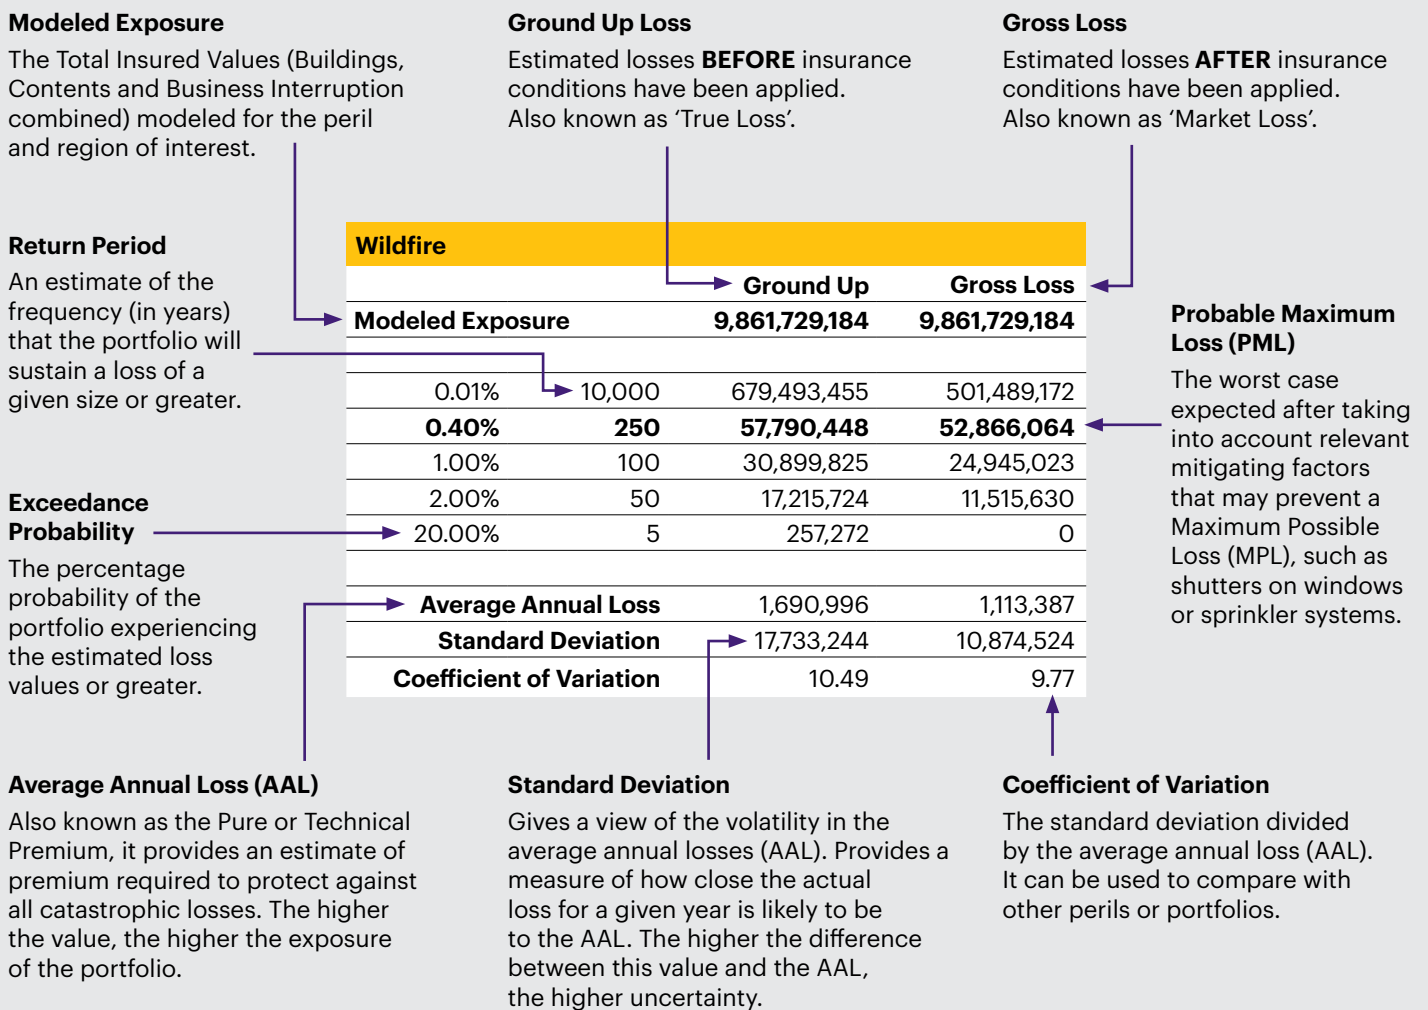 Modeled Exposure
The Total Insured Values (Buildings,
Contents and Business Interruption
combined) modeled for the peril
and region of interest.
Ground Up Loss
Estimated losses BEFORE insurance
conditions have been applied.
Also known as ‘True Loss’.
Gross Loss
Estimated losses AFTER insurance
conditions have been applied.
Also known as ‘Market Loss’.
Return Period
An estimate of the
frequency (in years)
that the portfolio will
sustain a loss of a
given size or greater.
Exceedance
Probability
The percentage
probability of the
portfolio experiencing
the estimated loss
values or greater.
Wildfire
Ground Up Gross Loss
Modeled Exposure 9,861,729,184 9,861,729,184
0.01% 10,000 679,493,455 501,489,172
0.40% 250 57,790,448 52,866,064
1.00% 100 30,899,825 24,945,023
2.00% 50 17,215,724 11,515,630
20.00% 5 257,272 0
Average Annual Loss 1,690,996 1,113,387
Standard Deviation 17,733,244 10,874,524
Coefficient of Variation 10.49 9.77
Probable Maximum
Loss (PML)
The worst case
expected after taking
into account relevant
mitigating factors
that may prevent a
Maximum Possible
Loss (MPL), such as
shutters on windows
or sprinkler systems.
Average Annual Loss (AAL)
Also known as the Pure or Technical
Premium, it provides an estimate of
premium required to protect against
all catastrophic losses. The higher
the value, the higher the exposure
of the portfolio.
Standard Deviation
Gives a view of the volatility in the
average annual losses (AAL). Provides a
measure of how close the actual
loss for a given year is likely to be
to the AAL. The higher the difference
between this value and the AAL,
the higher uncertainty.
Coefficient of Variation
The standard deviation divided
by the average annual loss (AAL).
It can be used to compare with
other perils or portfolios.